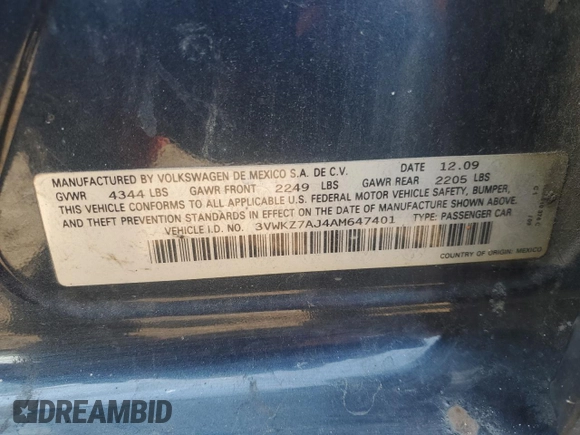 MANUFACTURED BY VOLKSWAGEN DE MEXICO S.A. DE C.V. DATE 12.09
GVWR 4344 LBS GAWR FRONT 2249 LBS GAWR REAR 2205 LBS
THIS VEHICLE CONFORMS TO ALL APPLICABLE U.S. FEDERAL MOTOR VEHICLE SAFETY, BUMPER,
AND THEFT PREVENTION STANDARDS IN EFFECT ON THE DATE OF MANUFACTURE SHOWN ABOVE.
VEHICLE I.D. NO. 3VWKZ7AJ4AM647401 TYPE: PASSENGER CAR
COUNTRY OF ORIGIN: MEXICO
DREAMBID